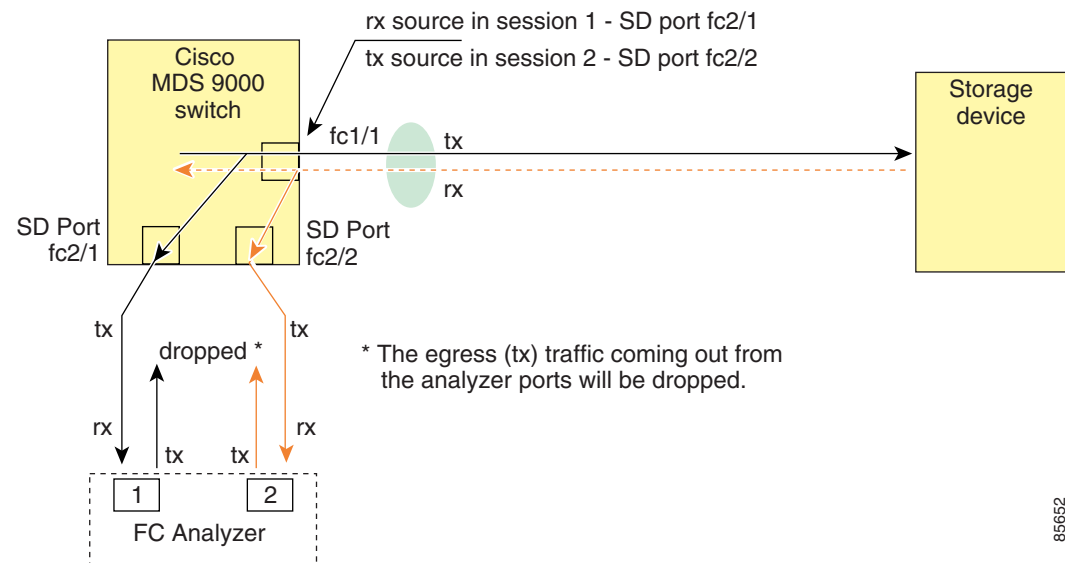 rx source in session 1 - SD port fc2/1
tx source in session 2 - SD port fc2/2
Cisco
MDS 9000
switch
Storage
device
fc1/1
tx
rx
SD Port
fc2/1
SD Port
fc2/2
tx
tx
dropped *
* The egress (tx) traffic coming out from
the analyzer ports will be dropped.
rx
tx
tx
rx
1
2
FC Analyzer
85652